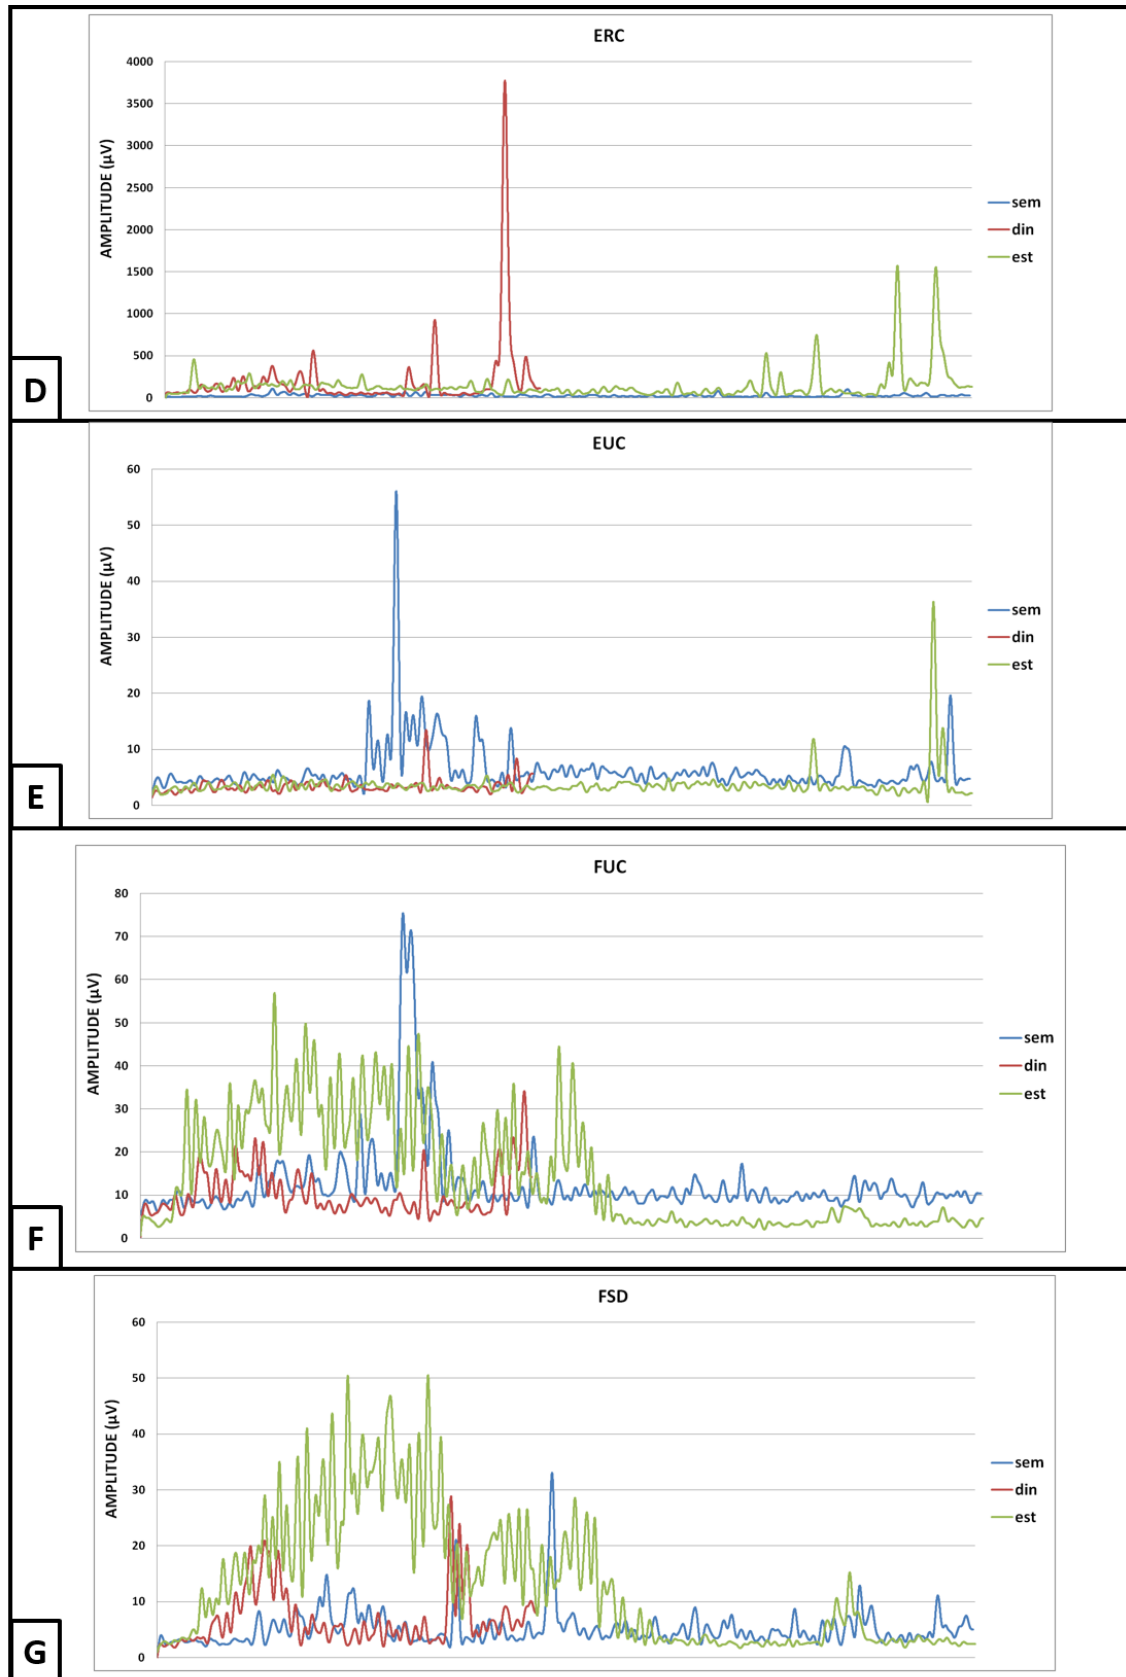 ERC
4000
3500
3000
2500
2000
1500
1000
500
0
AMPLITUDE (µV)
sem
din
est
D
EUC
60
50
40
30
20
10
0
AMPLITUDE (µV)
sem
din
est
E
FUC
80
70
60
50
40
30
20
10
0
AMPLITUDE (µV)
sem
din
est
F
FSD
60
50
40
30
20
10
0
AMPLITUDE (µV)
sem
din
est
G